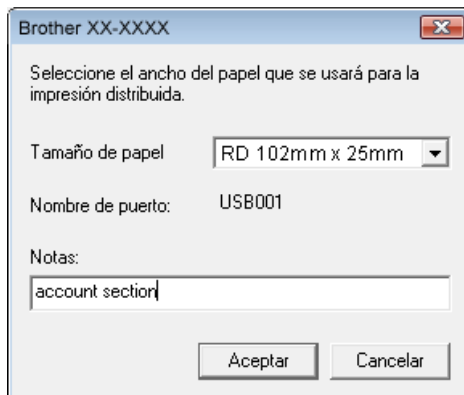 Brother XX-XXXX
Seleccione el ancho del papel que se usará para la
impresión distribuida.
Tamaño de papel RD 102mm x 25mm
Nombre de puerto: USB001
Notas:
account section
Aceptar Cancelar